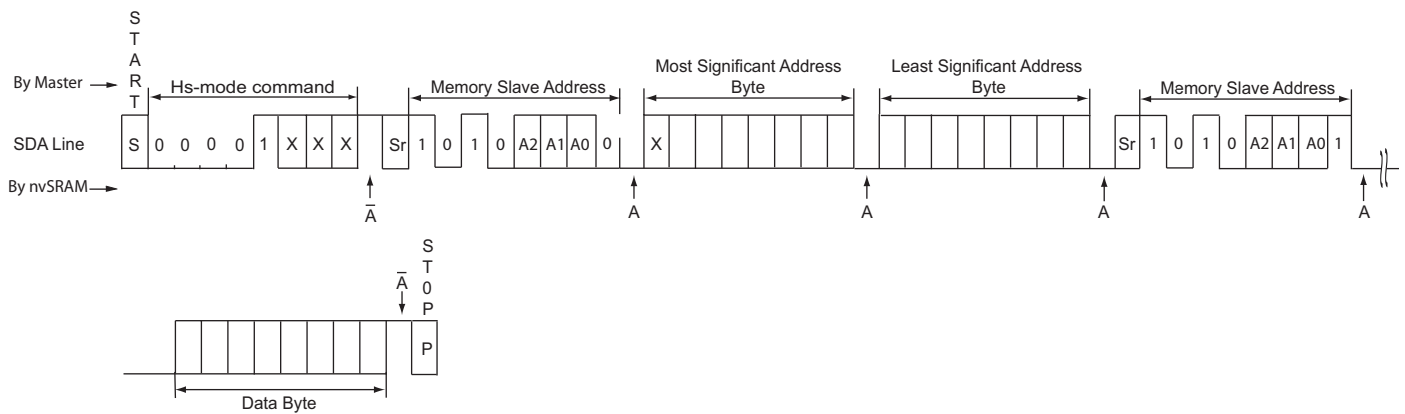 START
By Master
Hs-mode command
Memory Slave Address
Most Significant Address
Byte
Least Significant Address
Byte
Memory Slave Address
SDA Line
S 0 0 0 0 1 X X X Sr 1 0 1 0 A2 A1 A0 0 X Sr 1 0 1 0 A2 A1 A0 1
By nvSRAM
A̅ A A A A
ST0P
A̅
P
Data Byte